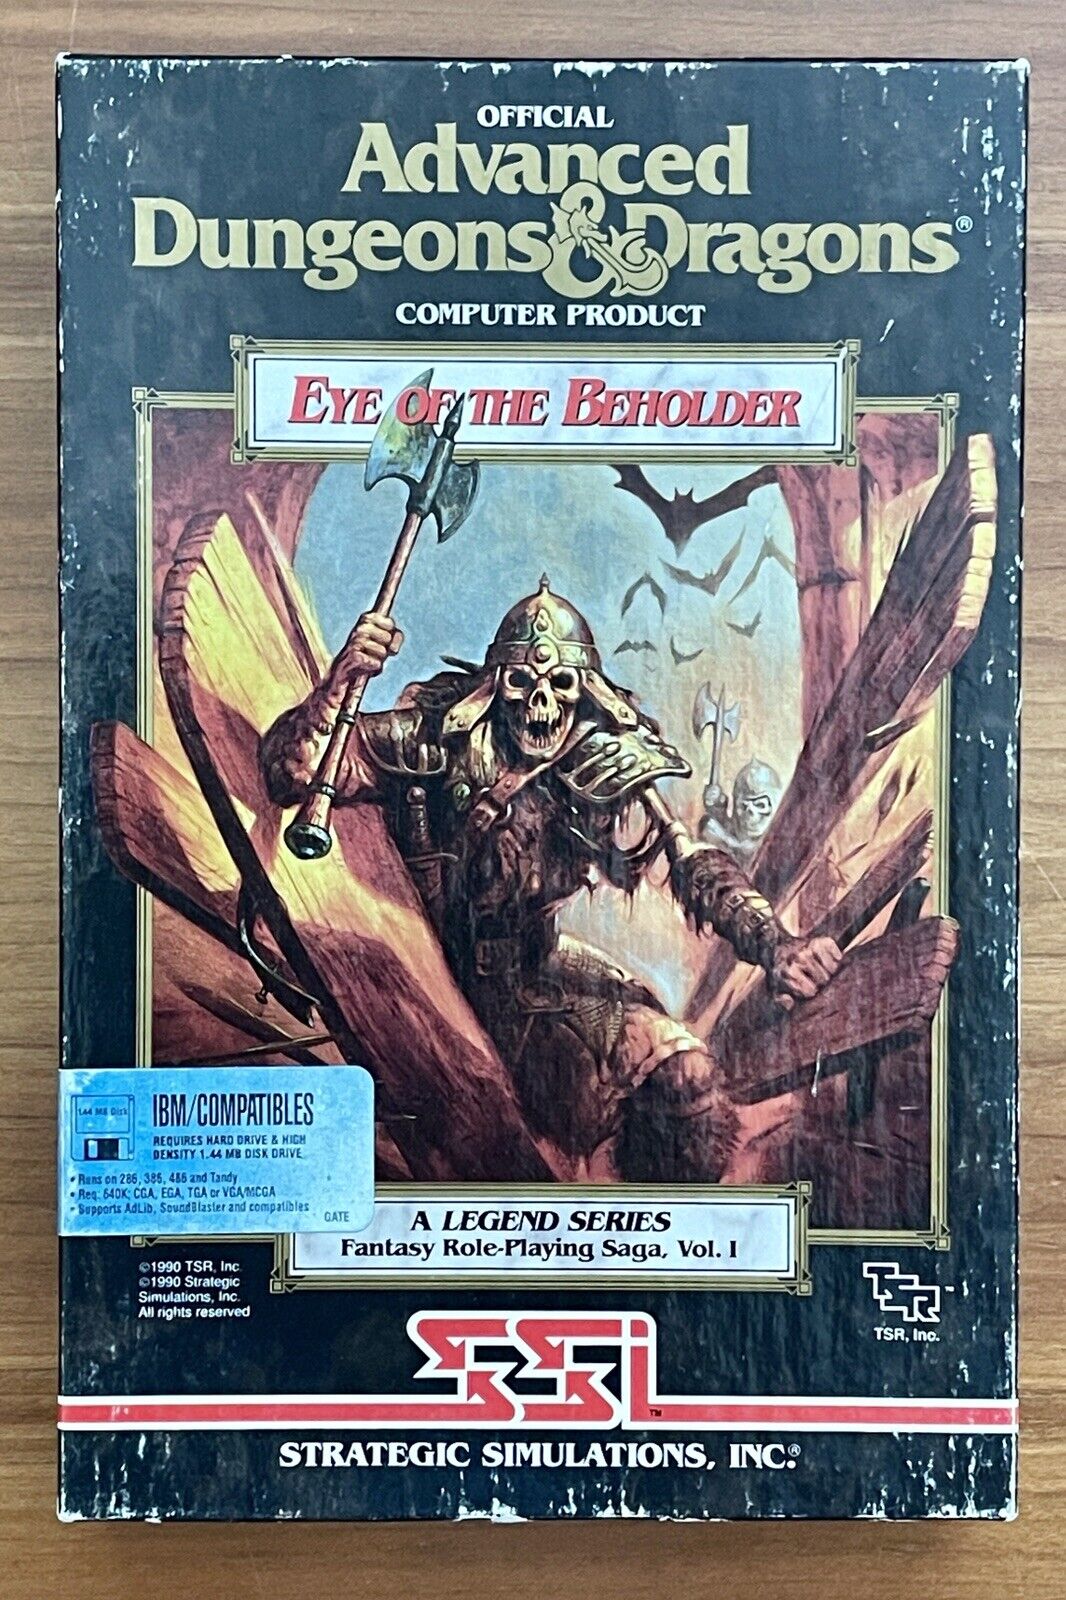 OFFICIAL
Advanced
Dungeons & Dragons®
COMPUTER PRODUCT
EYE OF THE BEHOLDER
1.44 MB Disk
IBM/COMPATIBLES
REQUIRES HARD DRIVE & HIGH
DENSITY 1.44 MB DISK DRIVE
• Runs on 286, 386, 486 and Tandy
• Req: 640K; CGA, EGA, TGA or VGA/MCGA
• Supports AdLib, SoundBlaster and compatibles
GATE
A LEGEND SERIES
Fantasy Role-Playing Saga, Vol. I
©1990 TSR, Inc.
©1990 Strategic
Simulations, Inc.
All rights reserved
TSR™
TSR, Inc.
SSI™
STRATEGIC SIMULATIONS, INC.®